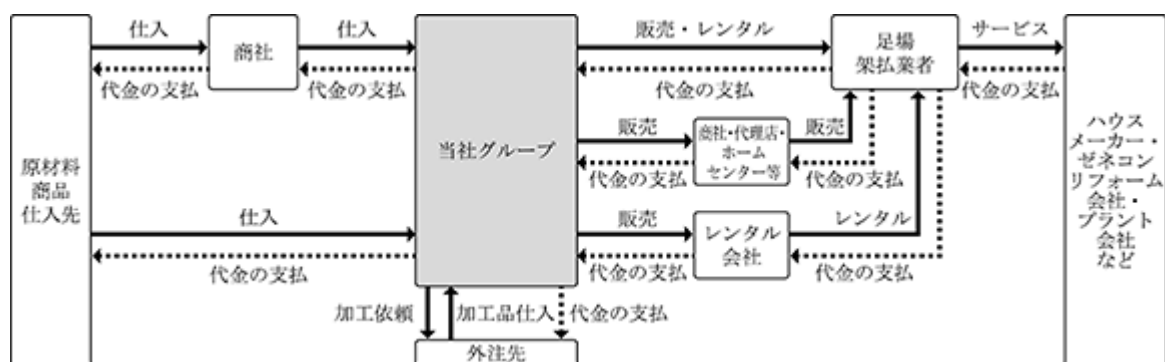 仕入
仕入
販売・レンタル
サービス
商社
足場
架払業者
代金の支払
代金の支払
代金の支払
代金の支払
原材料
商品
仕入先
当社グループ
販売
商社・代理店・
ホーム
センター等
販売
代金の支払
代金の支払
仕入
代金の支払
販売
レンタル
会社
レンタル
代金の支払
代金の支払
ハウス
メーカー・
ゼネコン
リフォーム
会社・
プラント
会社
など
加工依頼
加工品仕入
代金の支払
外注先